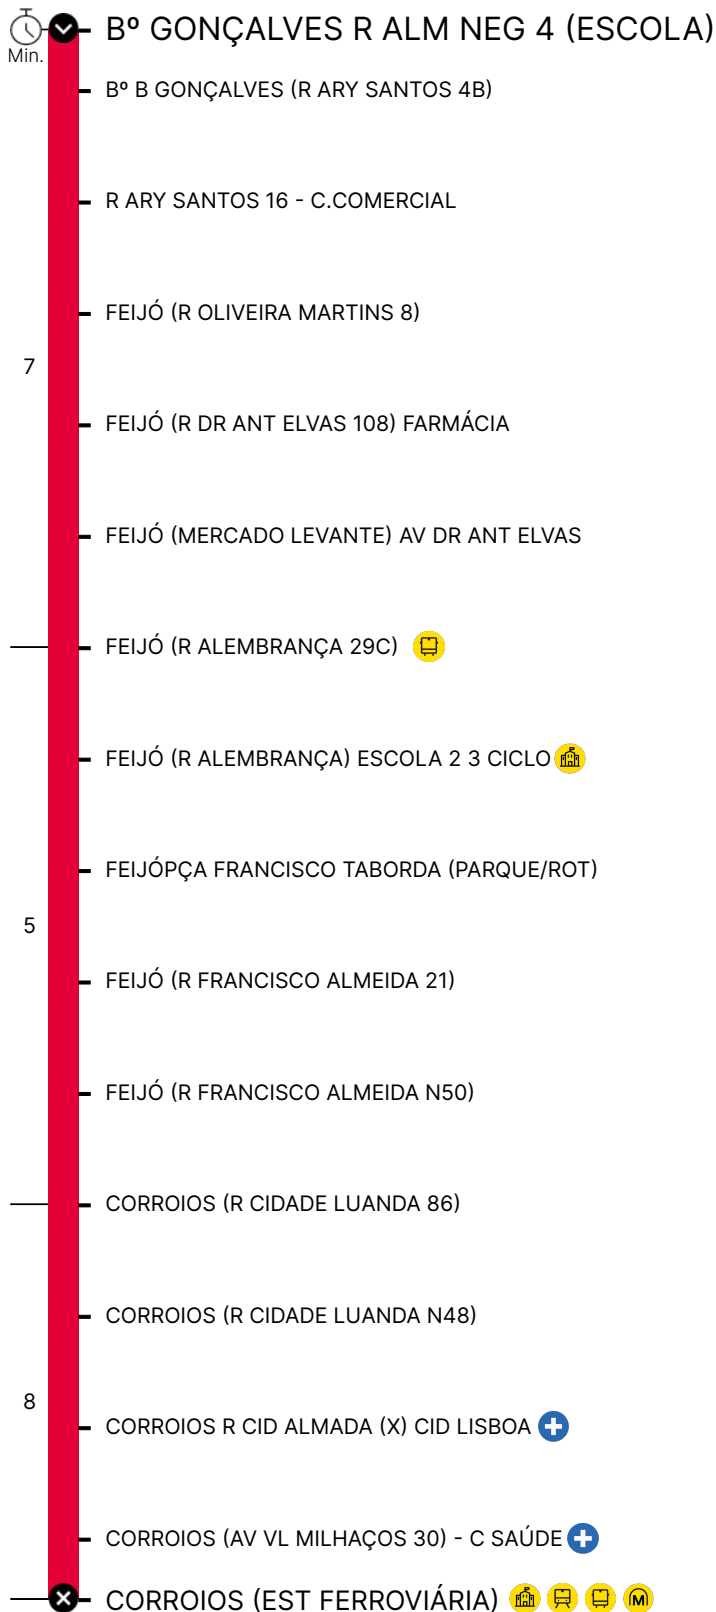 Bº GONÇALVES R ALM NEG 4 (ESCOLA)
Min.
Bº B GONÇALVES (R ARY SANTOS 4B)
R ARY SANTOS 16 - C.COMERCIAL
FEIJÓ (R OLIVEIRA MARTINS 8)
7
FEIJÓ (R DR ANT ELVAS 108) FARMÁCIA
FEIJÓ (MERCADO LEVANTE) AV DR ANT ELVAS
FEIJÓ (R ALEMBRANÇA 29C)
FEIJÓ (R ALEMBRANÇA) ESCOLA 2 3 CICLO
FEIJÓPÇA FRANCISCO TABORDA (PARQUE/ROT)
5
FEIJÓ (R FRANCISCO ALMEIDA 21)
FEIJÓ (R FRANCISCO ALMEIDA N50)
CORROIOS (R CIDADE LUANDA 86)
CORROIOS (R CIDADE LUANDA N48)
8
CORROIOS R CID ALMADA (X) CID LISBOA
CORROIOS (AV VL MILHAÇOS 30) - C SAÚDE
CORROIOS (EST FERROVIÁRIA) M